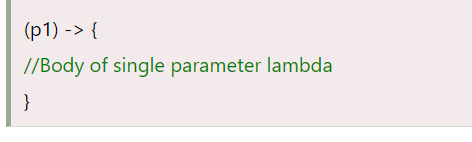 (p1) -> {
//Body of single parameter lambda
}